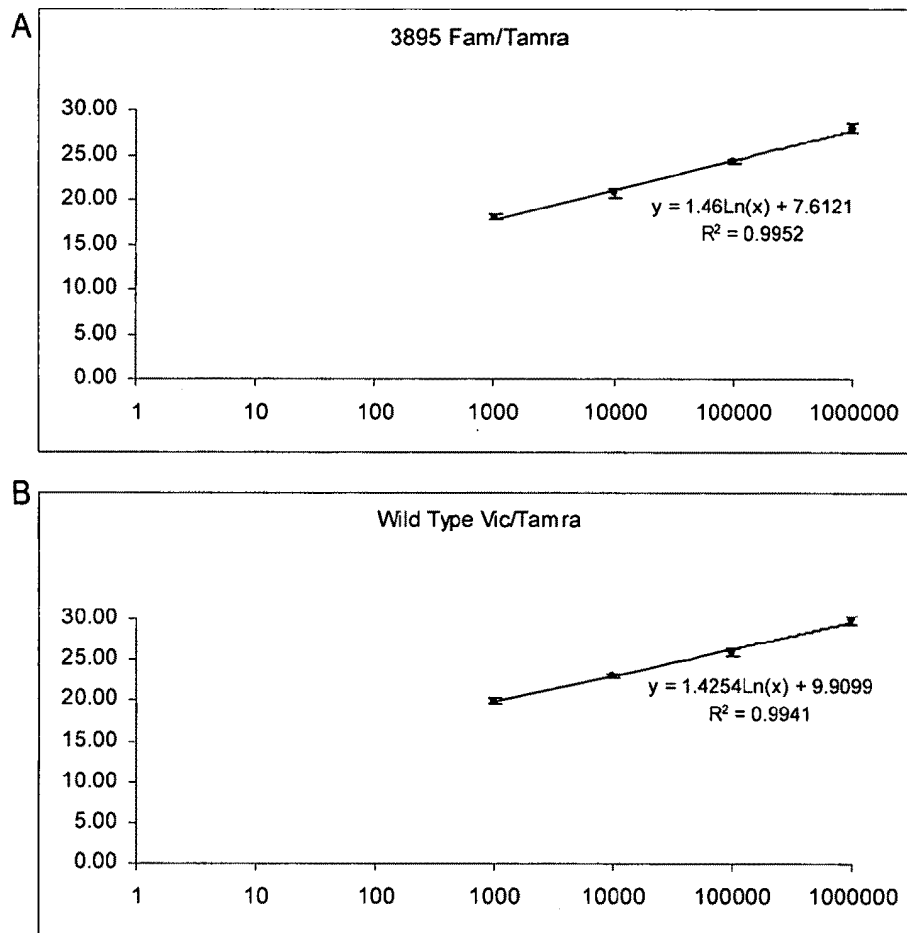 A
3895 Fam/Tamra
30.00
25.00
20.00
15.00
10.00
5.00
0.00
y = 1.46Ln(x) + 7.6121
R² = 0.9952
1 10 100 1000 10000 100000 1000000
B
Wild Type Vic/Tamra
30.00
25.00
20.00
15.00
10.00
5.00
0.00
y = 1.4254Ln(x) + 9.9099
R² = 0.9941
1 10 100 1000 10000 100000 1000000